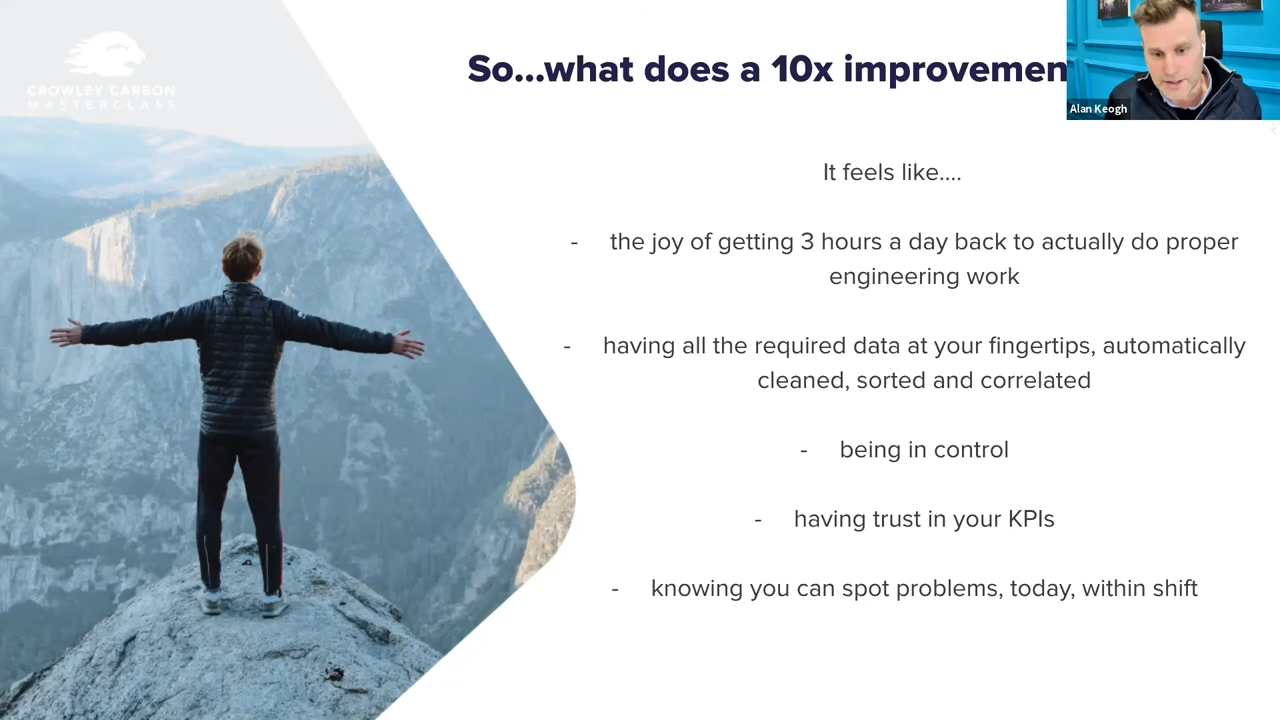 CROWLEY CARBON
MASTERCLASS
So...what does a 10x improvemen
Alan Keogh
It feels like....
- the joy of getting 3 hours a day back to actually do proper
engineering work
- having all the required data at your fingertips, automatically
cleaned, sorted and correlated
- being in control
- having trust in your KPIs
- knowing you can spot problems, today, within shift